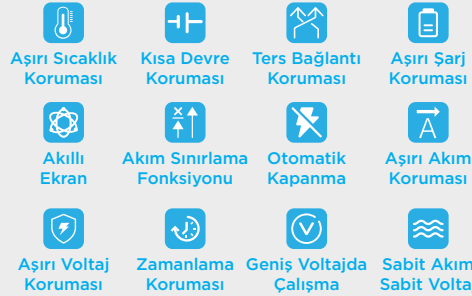 Aşırı Sıcaklık Koruması
Kısa Devre Koruması
Ters Bağlantı Koruması
Aşırı Şarj Koruması
Akıllı Ekran
Akım Sınırlama Fonksiyonu
Otomatik Kapanma
A
Aşırı Akım Koruması
Aşırı Voltaj Koruması
Zamanlama Koruması
Geniş Voltajda Çalışma
Sabit Akım Sabit Volta